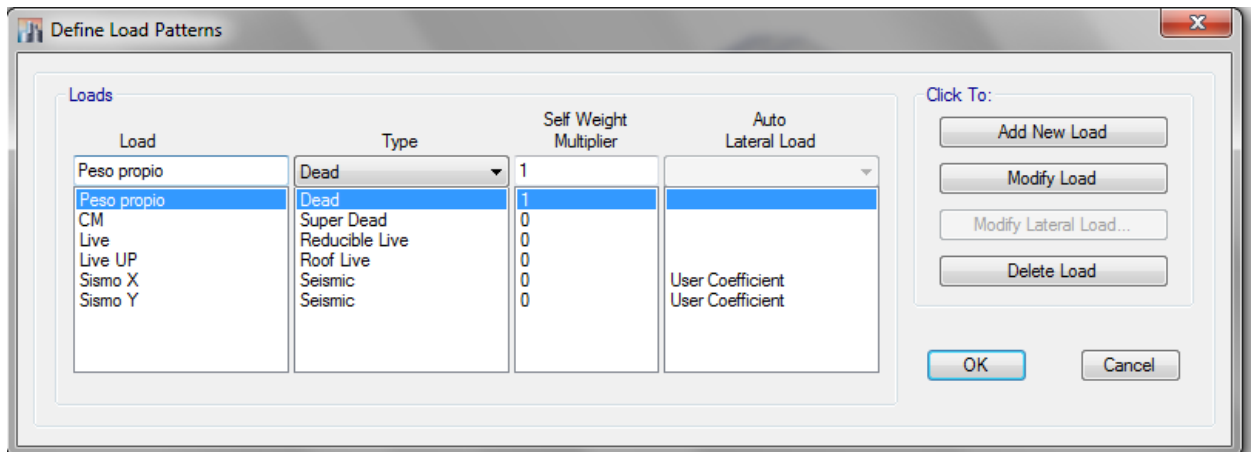 Define Load Patterns
Loads
Click To:
Load Type Self Weight Multiplier Auto Lateral Load
Peso propio Dead 1
Peso propio Dead 1
CM Super Dead 0
Live Reducible Live 0
Live UP Roof Live 0
Sismo X Seismic 0 User Coefficient
Sismo Y Seismic 0 User Coefficient
Add New Load
Modify Load
Modify Lateral Load...
Delete Load
OK Cancel